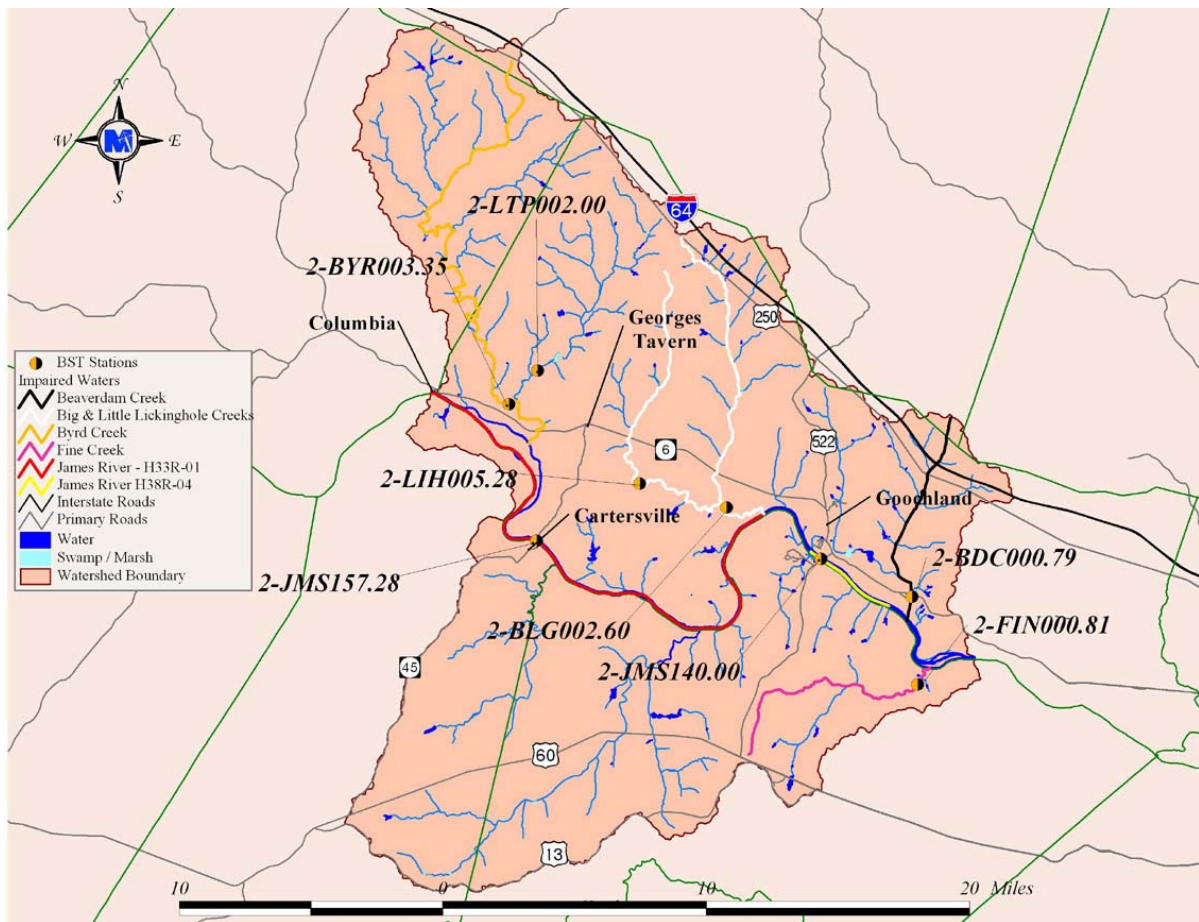 N
W
E
S
2-LTP002.00
64
2-BYR003.35
Columbia
Georges
Tavern
250
BST Stations
Impaired Waters
Beaverdam Creek
Big & Little Lickinghole Creeks
Byrd Creek
Fine Creek
James River - H33R-01
James River H38R-04
Interstate Roads
Primary Roads
Water
Swamp / Marsh
Watershed Boundary
522
6
2-LIH005.28
Goochland
Cartersville
2-BDC000.79
2-JMS157.28
2-BLG002.60
2-FIN000.81
2-JMS140.00
45
60
13
10 0 10 20 Miles